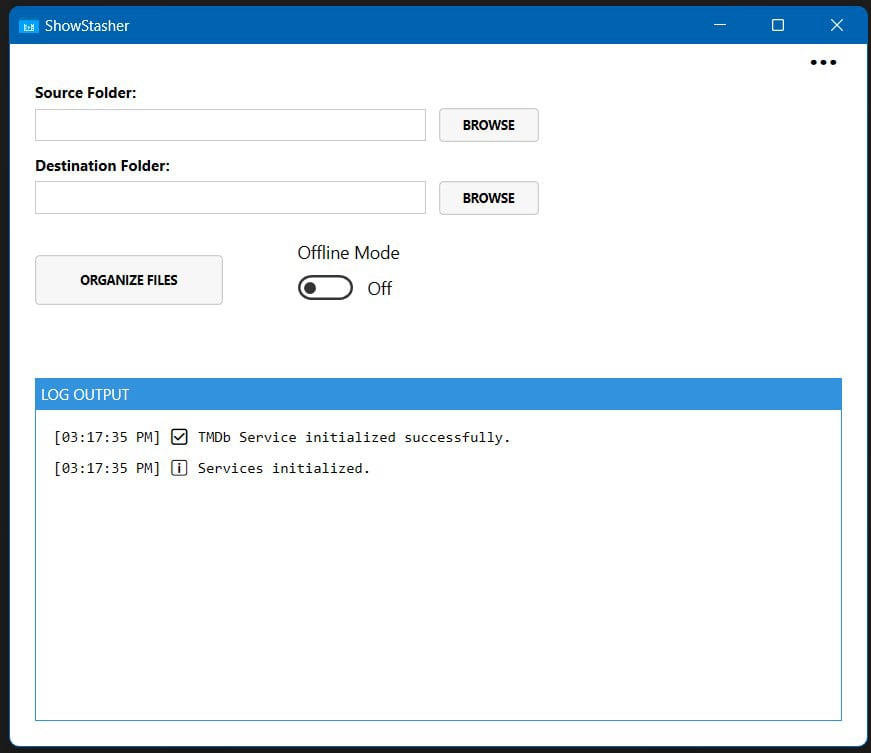 ShowStasher
Source Folder:
BROWSE
Destination Folder:
BROWSE
ORGANIZE FILES
Offline Mode
Off
LOG OUTPUT
[03:17:35 PM] ☑ TMDb Service initialized successfully.
[03:17:35 PM] ℹ Services initialized.